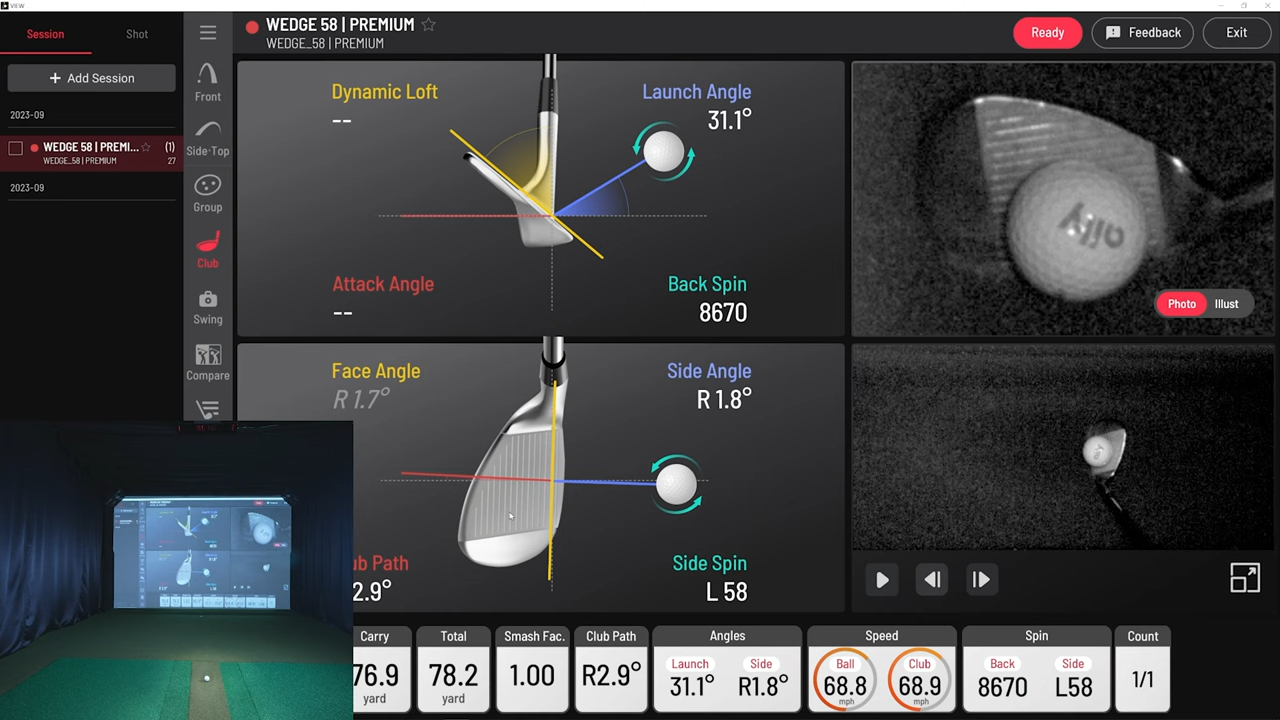 VIEW
Session
Shot
+ Add Session
2023-09
WEDGE 58 | PREMI... (1)
WEDGE_58 | PREMIUM 27
2023-09
Front
Side-Top
Group
Club
Swing
Compare
WEDGE 58 | PREMIUM
WEDGE_58 | PREMIUM
Ready
Feedback
Exit
Dynamic Loft
--
Launch Angle
31.1°
Attack Angle
--
Back Spin
8670
ally
Photo
Illust
Face Angle
R 1.7°
Side Angle
R 1.8°
ub Path
2.9°
Side Spin
L 58
Carry
76.9
yard
Total
78.2
yard
Smash Fac.
1.00
Club Path
R2.9°
Angles
Launch Side
31.1° R1.8°
Speed
Ball Club
68.8 68.9
mph mph
Spin
Back Side
8670 L58
Count
1/1